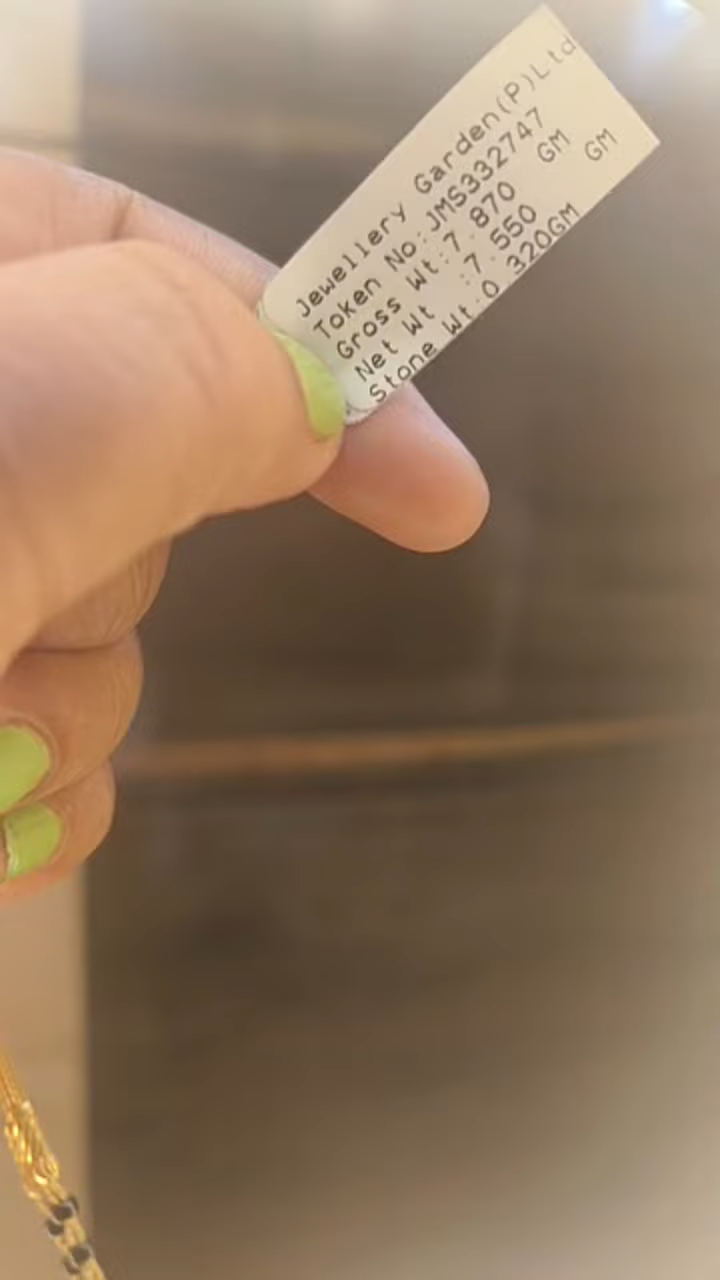 Jewellery Garden(P)Ltd
Token No:JMS332747
Gross Wt:7.870 GM
Net Wt :7.550 GM
Stone Wt:0.320GM